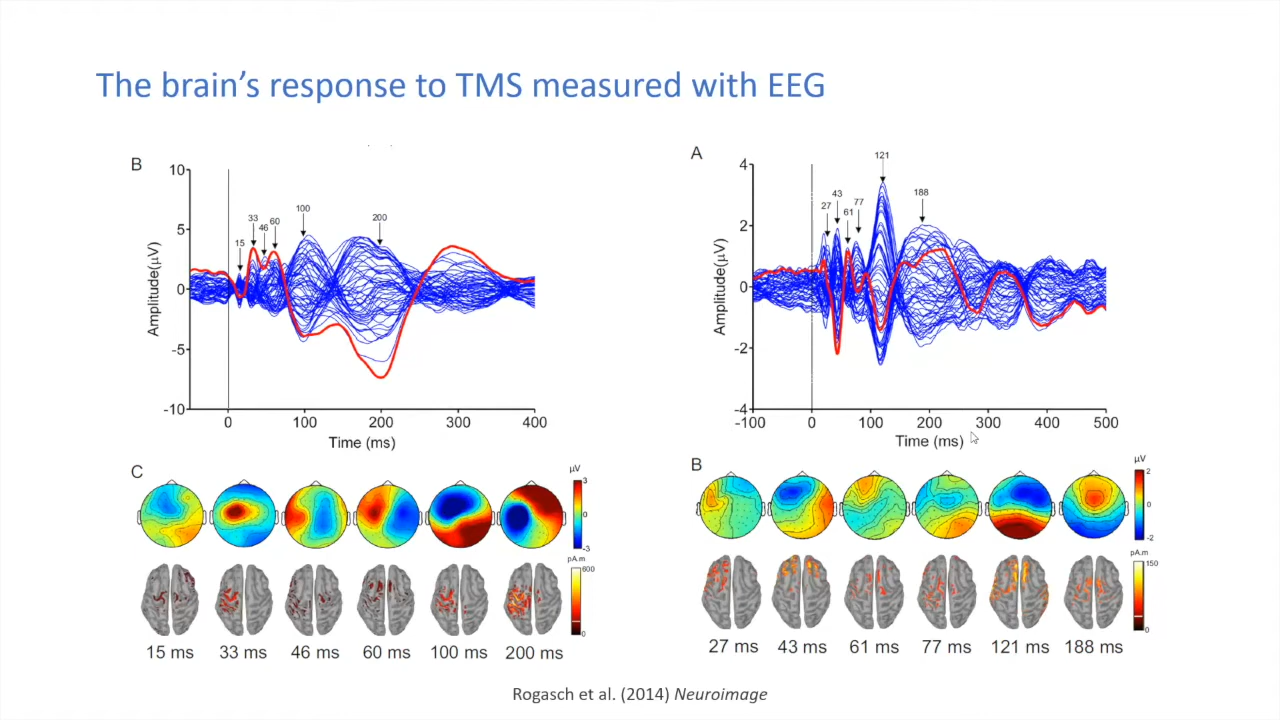 The brain's response to TMS measured with EEG
B
10
5
0
-5
-10
Amplitude(µV)
15
33
46
60
100
200
0
100
200
300
400
Time (ms)
A
4
2
0
-2
-4
Amplitude (µV)
27
43
61
77
121
188
-100
0
100
200
300
400
500
Time (ms)
C
µV
3
0
-3
pA.m
600
0
15 ms 33 ms 46 ms 60 ms 100 ms 200 ms
B
µV
2
0
-2
pA.m
150
0
27 ms 43 ms 61 ms 77 ms 121 ms 188 ms
Rogasch et al. (2014) Neuroimage